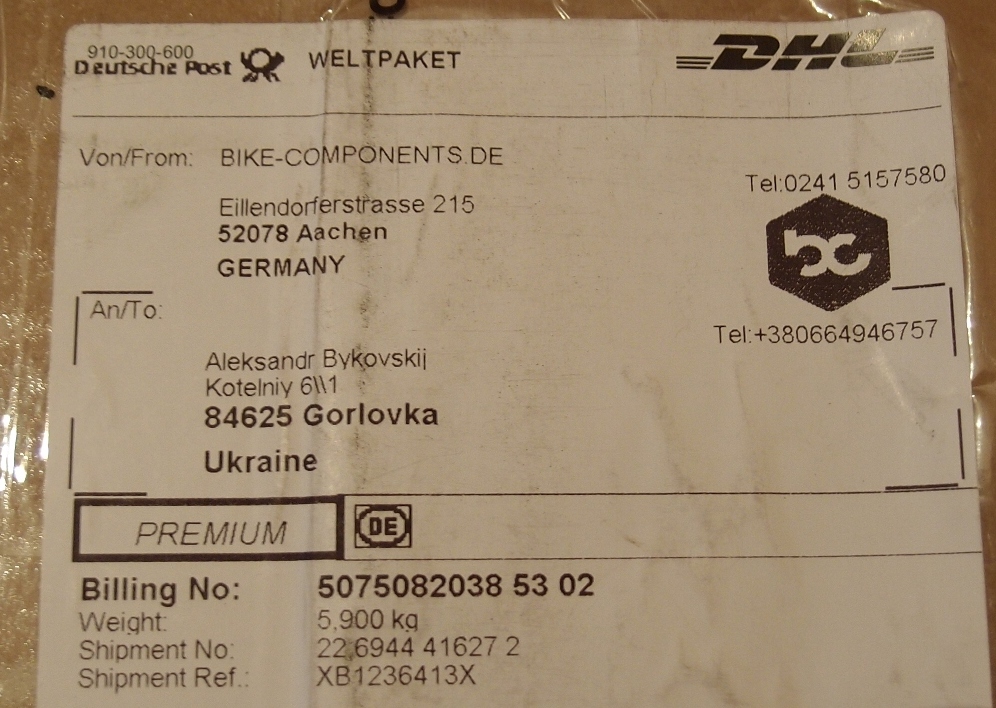 910-300-600
Deutsche Post WELTPAKET DHL
Von/From: BIKE-COMPONENTS.DE
Tel:0241 5157580
Eillendorferstrasse 215
52078 Aachen
GERMANY
bc
An/To:
Tel:+380664946757
Aleksandr Bykovskij
Kotelniy 6\\1
84625 Gorlovka
Ukraine
PREMIUM DE
Billing No: 5075082038 53 02
Weight: 5,900 kg
Shipment No: 22.6944 41627 2
Shipment Ref.: XB1236413X